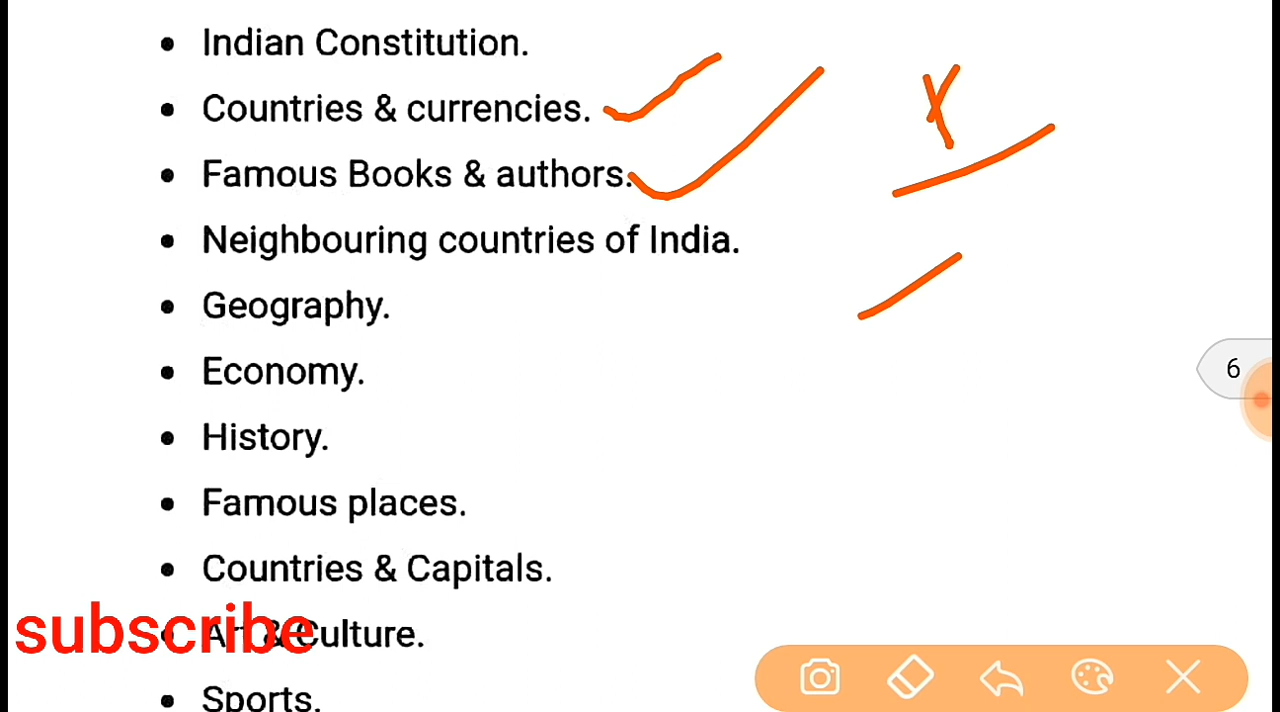 • Indian Constitution.
• Countries & currencies.
X
• Famous Books & authors.
• Neighbouring countries of India.
• Geography.
• Economy.
6
• History.
• Famous places.
• Countries & Capitals.
subscribe
• Art & Culture.
• Sports.